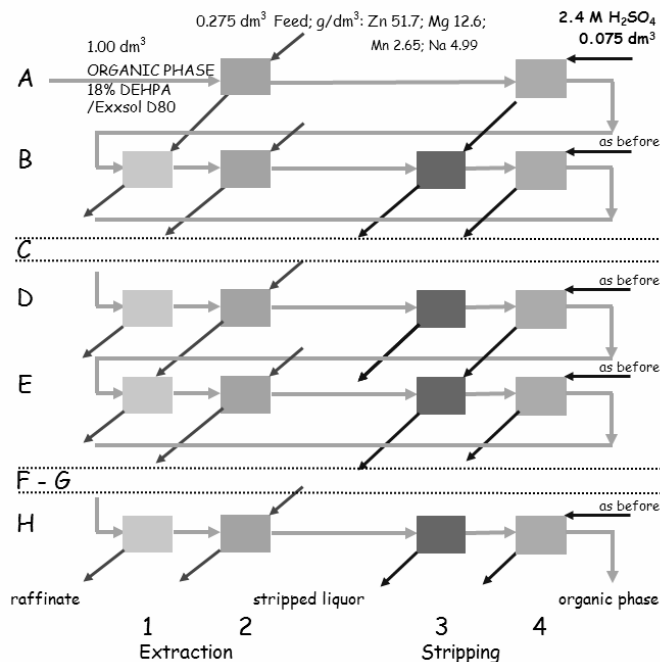 0.275 dm³ Feed; g/dm³: Zn 51.7; Mg 12.6;
Mn 2.65; Na 4.99
2.4 M H₂SO₄
0.075 dm³
1.00 dm³
ORGANIC PHASE
18% DEHPA
/Exxsol D80
A
B
as before
C
D
as before
E
as before
F - G
H
as before
raffinate
stripped liquor
organic phase
1 2 3 4
Extraction Stripping